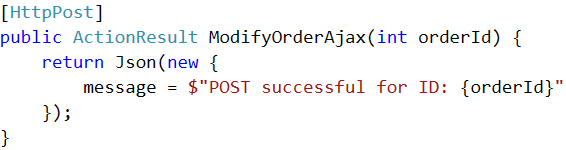 [HttpPost]
public ActionResult ModifyOrderAjax(int orderId) {
    return Json(new {
        message = $"POST successful for ID: {orderId}"
    });
}